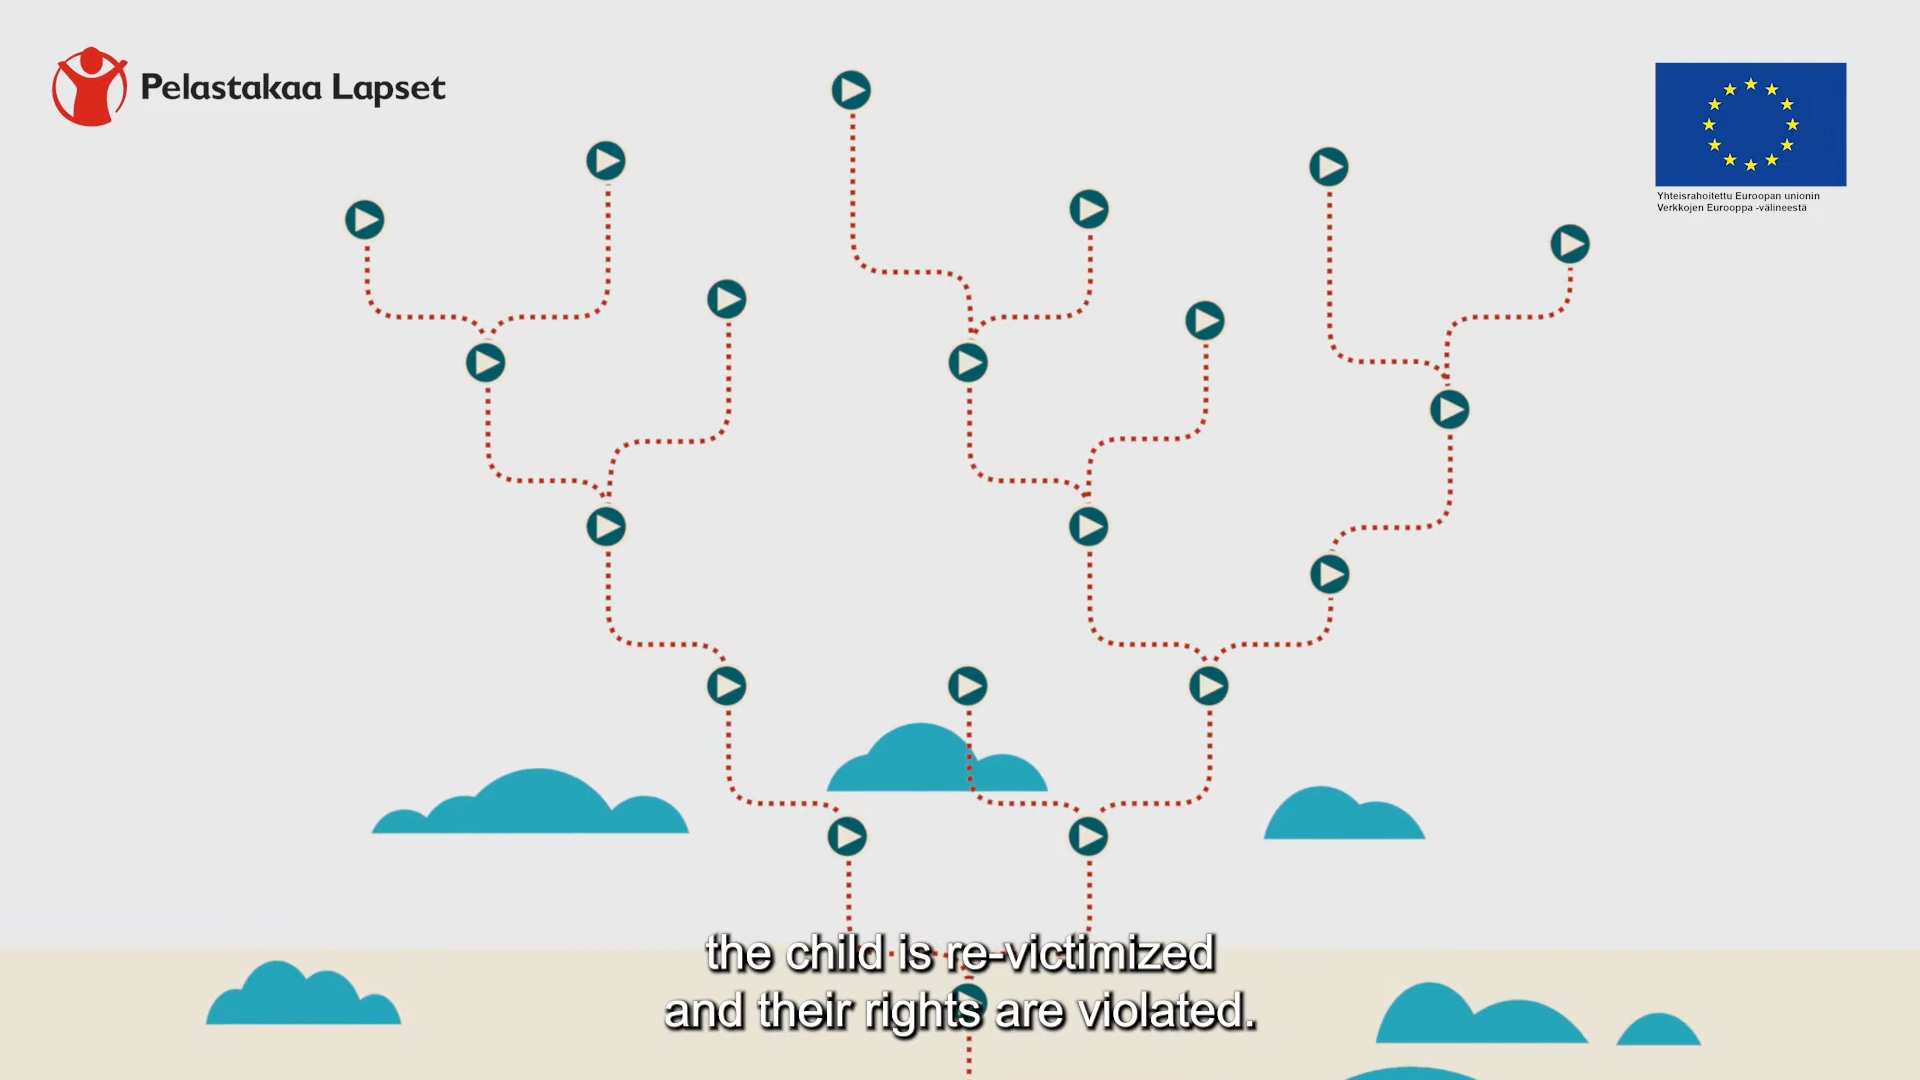 Pelastakaa Lapset
Yhteisrahoitettu Euroopan unionin
Verkkojen Eurooppa -välineestä
the child is re-victimized
and their rights are violated.